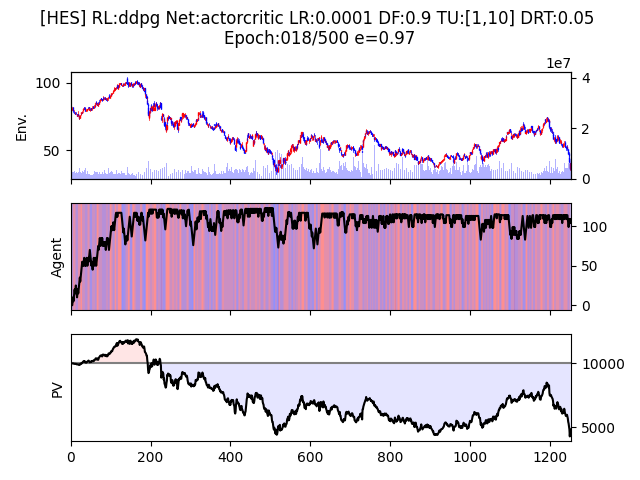 [HES] RL:ddpg Net:actorcritic LR:0.0001 DF:0.9 TU:[1,10] DRT:0.05
Epoch:018/500 e=0.97
1e7
100
50
Env.
4
2
0
Agent
100
50
0
PV
10000
5000
0
200
400
600
800
1000
1200